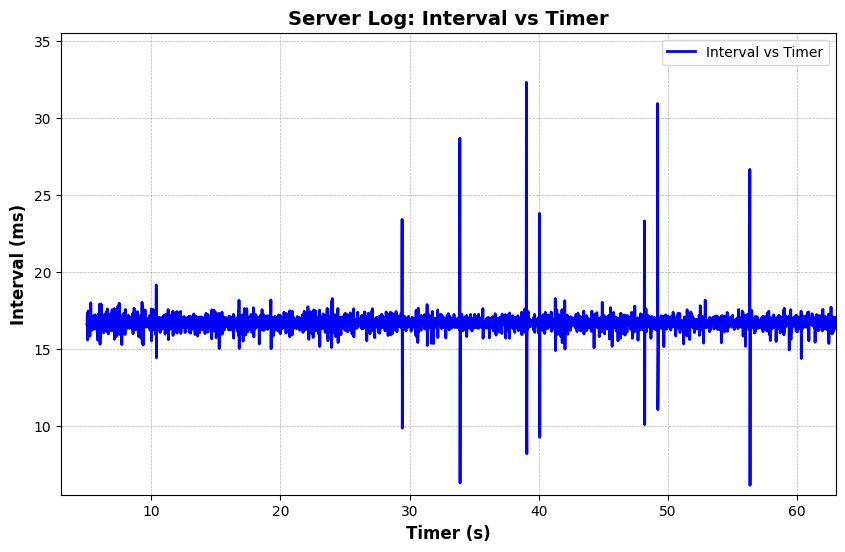 Server Log: Interval vs Timer
Interval vs Timer
35
30
25
20
15
10
Interval (ms)
10 20 30 40 50 60
Timer (s)